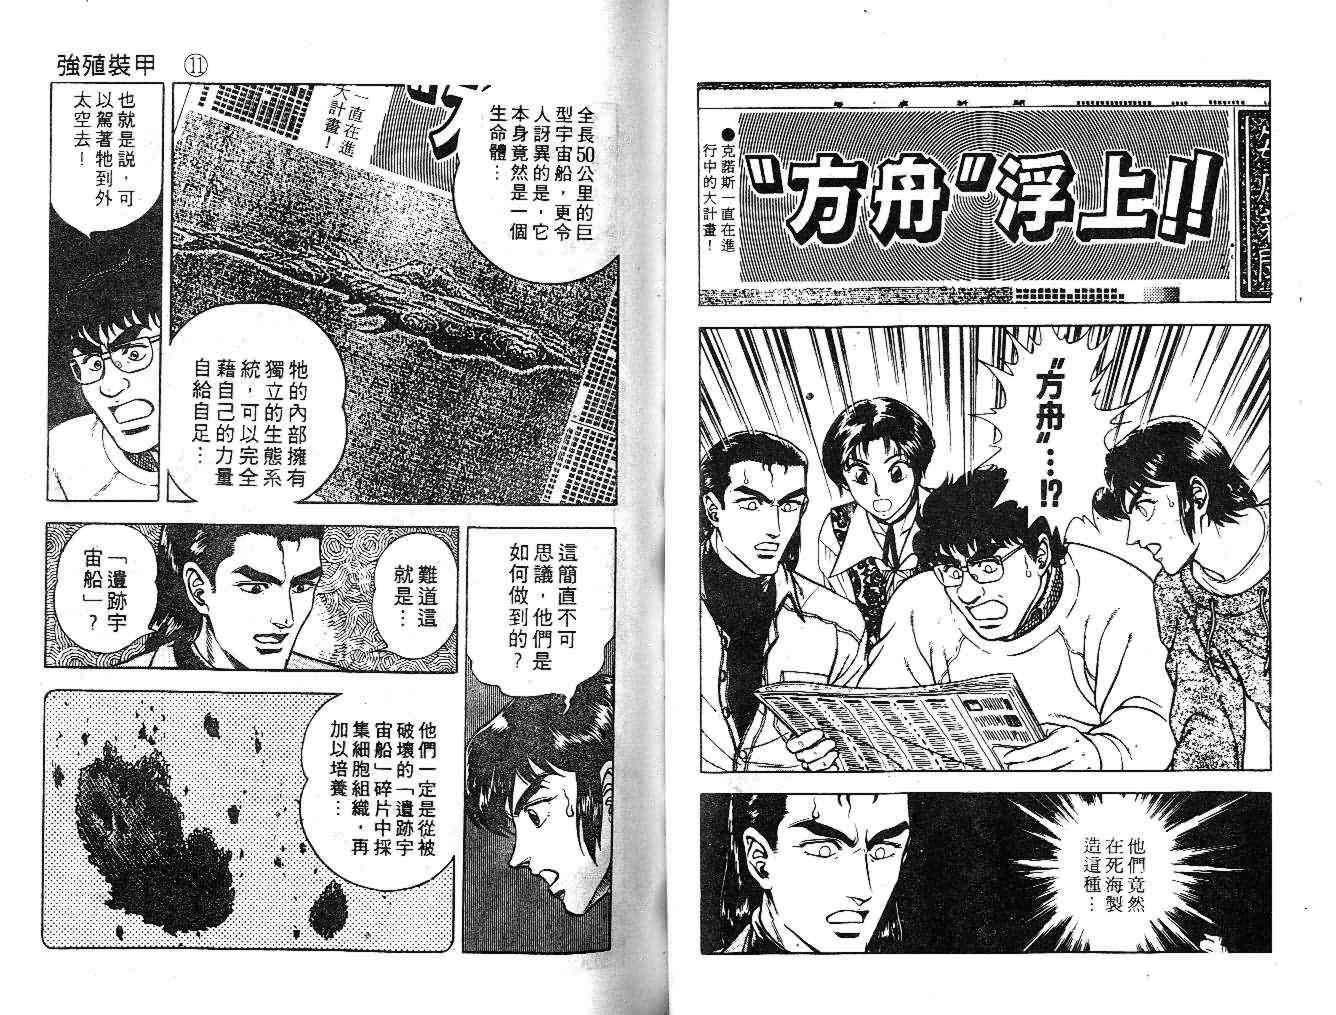 “方舟”浮上!!
●克諾斯一直在進
行中的大計畫！
“方舟”…!?
他們竟然
在死海製
造這種…
強殖裝甲 ⑪
一直在進
大計畫！
全長50公里的巨
型宇宙船，更令
人訝異的是，它
本身竟然是一個
生命體…
牠的內部擁有
獨立的生態系
統，可以完全
藉自己的力量
自給自足…
也就是說，可
以駕著牠到外
太空去！
這簡直不可
思議，他們是
如何做到的？
難道這
就是…
「遺跡宇
宙船」？
他們一定是從被
破壞的「遺跡宇
宙船」碎片中採
集細胞組織，再
加以培養…